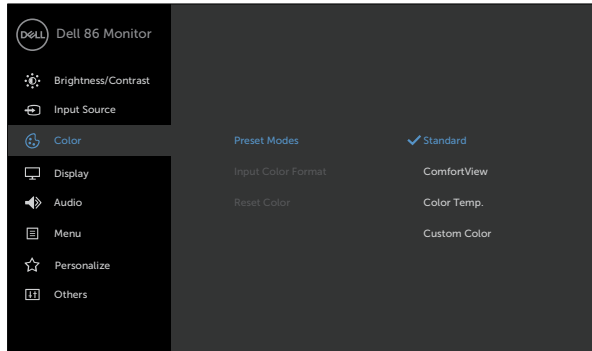 DELL Dell 86 Monitor
Brightness/Contrast
Input Source
Color Preset Modes Standard
Display Input Color Format ComfortView
Audio Reset Color Color Temp.
Menu Custom Color
Personalize
Others